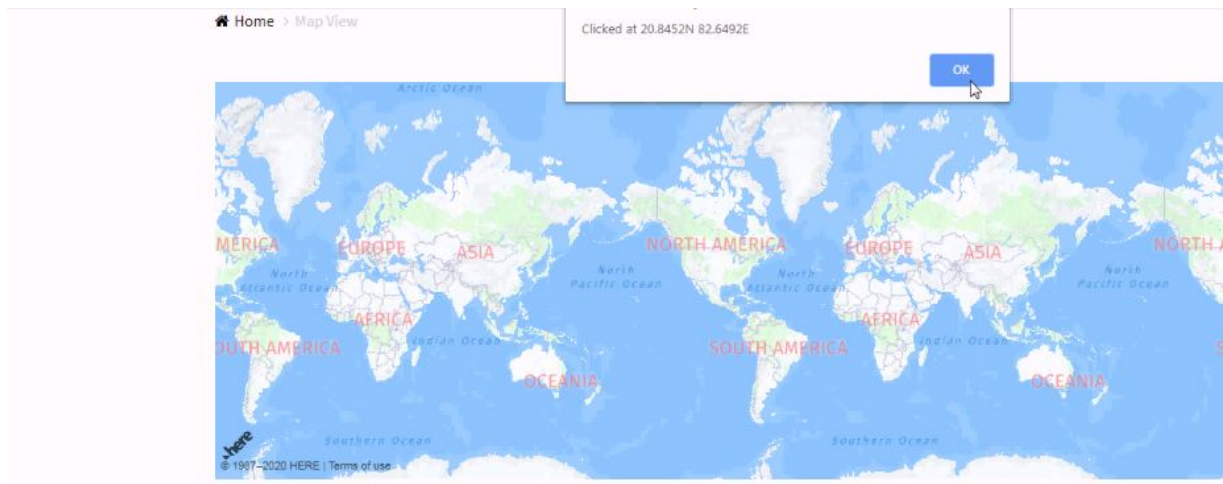 Home > Map View
Clicked at 20.8452N 82.6492E
OK
Arctic Ocean
MERICA
EUROPE
ASIA
NORTH AMERICA
EUROPE
ASIA
NORTH A
North
Atlantic Ocean
North
Pacific Ocean
North
Atlantic Ocean
North
Pacific Ocean
AFRICA
AFRICA
OUTH AMERICA
Indian Ocean
SOUTH AMERICA
Indian Ocean
S
OCEANIA
OCEANIA
Southern Ocean
Southern Ocean
here
© 1987–2020 HERE | Terms of use